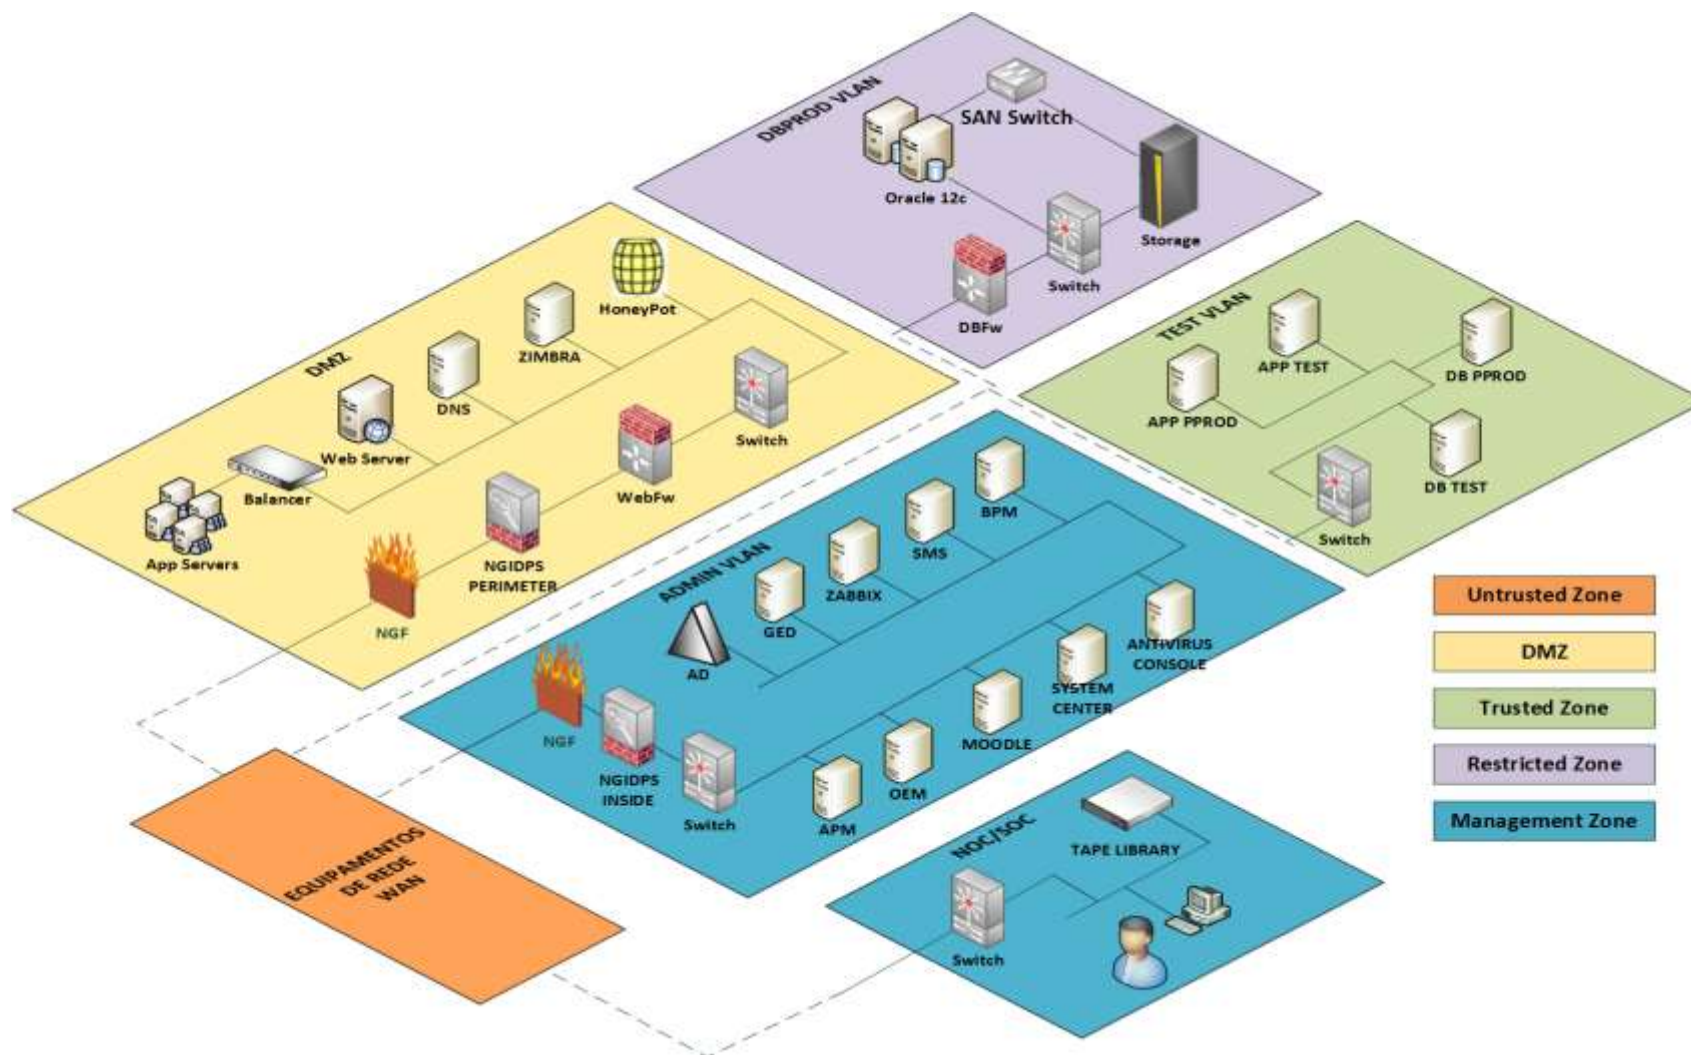 DBPROD VLAN
SAN Switch
Oracle 12c
Storage
Switch
DBFw
DMZ
HoneyPot
ZIMBRA
DNS
Web Server
Balancer
App Servers
Switch
WebFw
NGIDPS
PERIMETER
NGF
TEST VLAN
APP TEST
DB PPROD
APP PPROD
DB TEST
Switch
ADMIN VLAN
BPM
SMS
ZABBIX
GED
AD
ANTIVIRUS
CONSOLE
SYSTEM
CENTER
MOODLE
OEM
APM
NGF
NGIDPS
INSIDE
Switch
NOC/SOC
TAPE LIBRARY
Switch
EQUIPAMENTOS
DE REDE
WAN
Untrusted Zone
DMZ
Trusted Zone
Restricted Zone
Management Zone